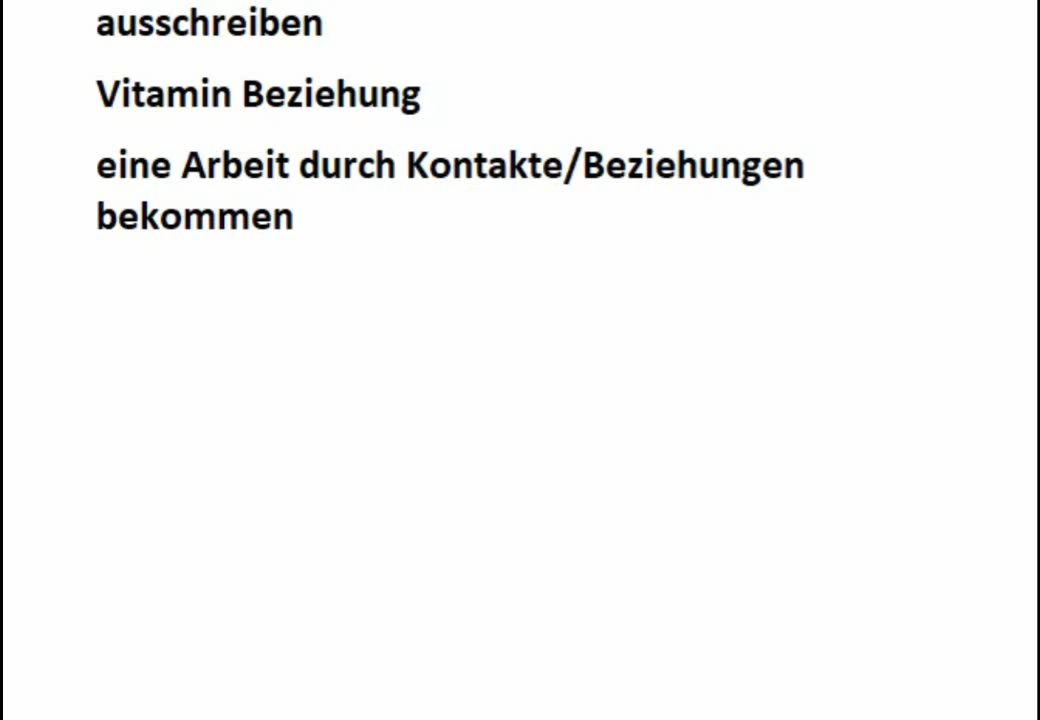 ausschreiben
Vitamin Beziehung
eine Arbeit durch Kontakte/Beziehungen
bekommen